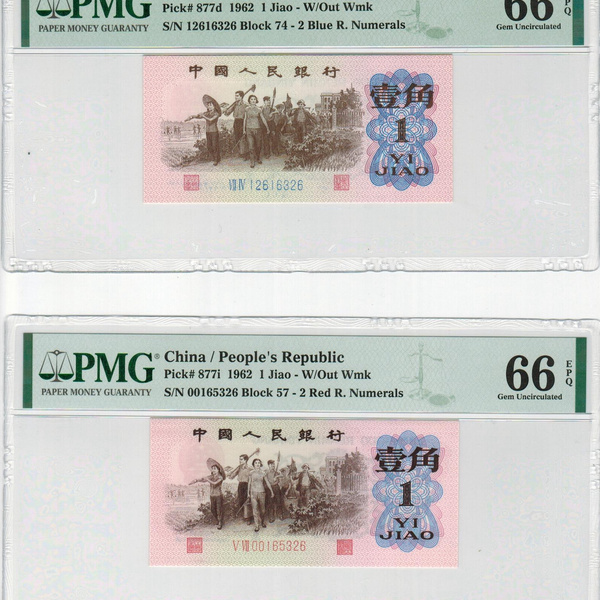 PMG
PAPER MONEY GUARANTY
Pick# 877d 1962 1 Jiao - W/Out Wmk
S/N 12616326 Block 74 - 2 Blue R. Numerals
66 EPQ
Gem Uncirculated
中國人民銀行
壹角
1
YI
JIAO
VII IV 12616326
PMG®
PAPER MONEY GUARANTY
China / People's Republic
Pick# 877i 1962 1 Jiao - W/Out Wmk
S/N 00165326 Block 57 - 2 Red R. Numerals
66 EPQ
Gem Uncirculated
中國人民銀行
壹角
1
YI
JIAO
V VII 00165326